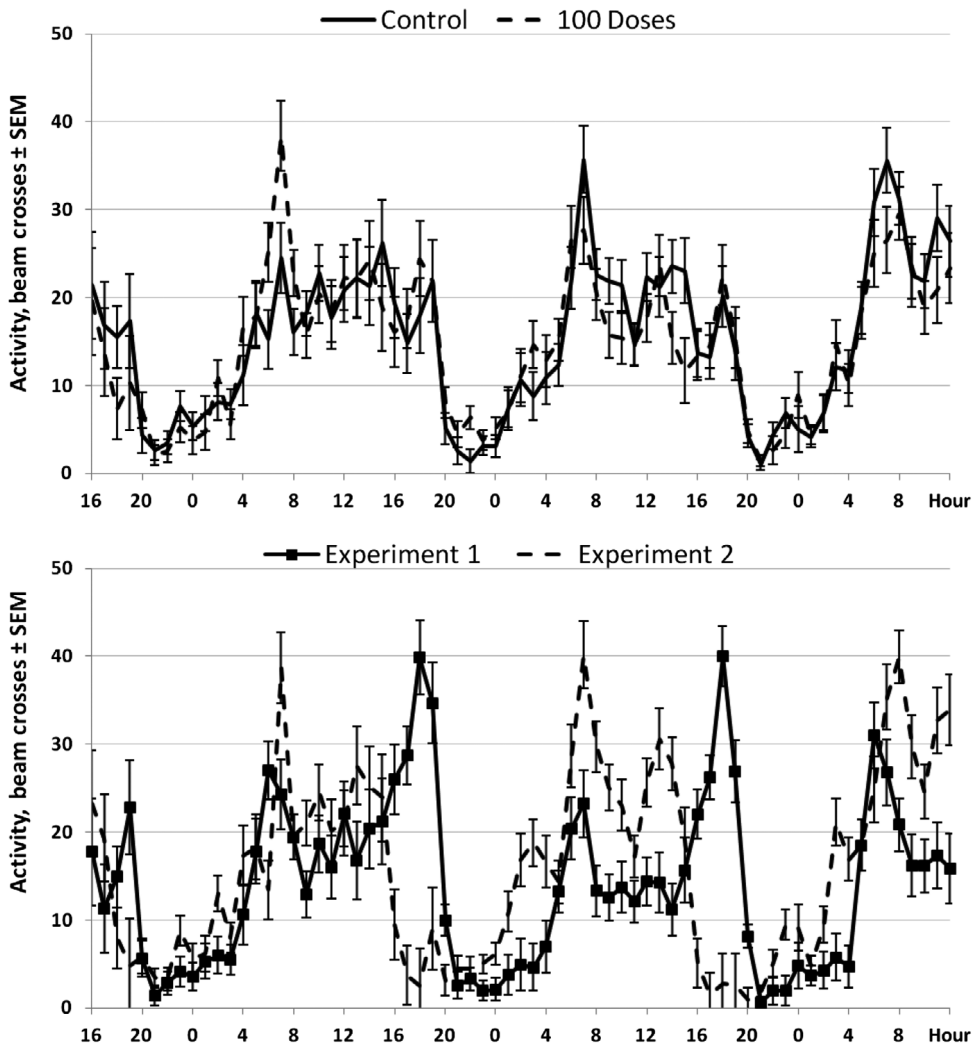 Control 100 Doses
Activity, beam crosses ± SEM
50
40
30
20
10
0
16 20 0 4 8 12 16 20 0 4 8 12 16 20 0 4 8 Hour
Experiment 1 Experiment 2
Activity, beam crosses ± SEM
50
40
30
20
10
0
16 20 0 4 8 12 16 20 0 4 8 12 16 20 0 4 8 Hour